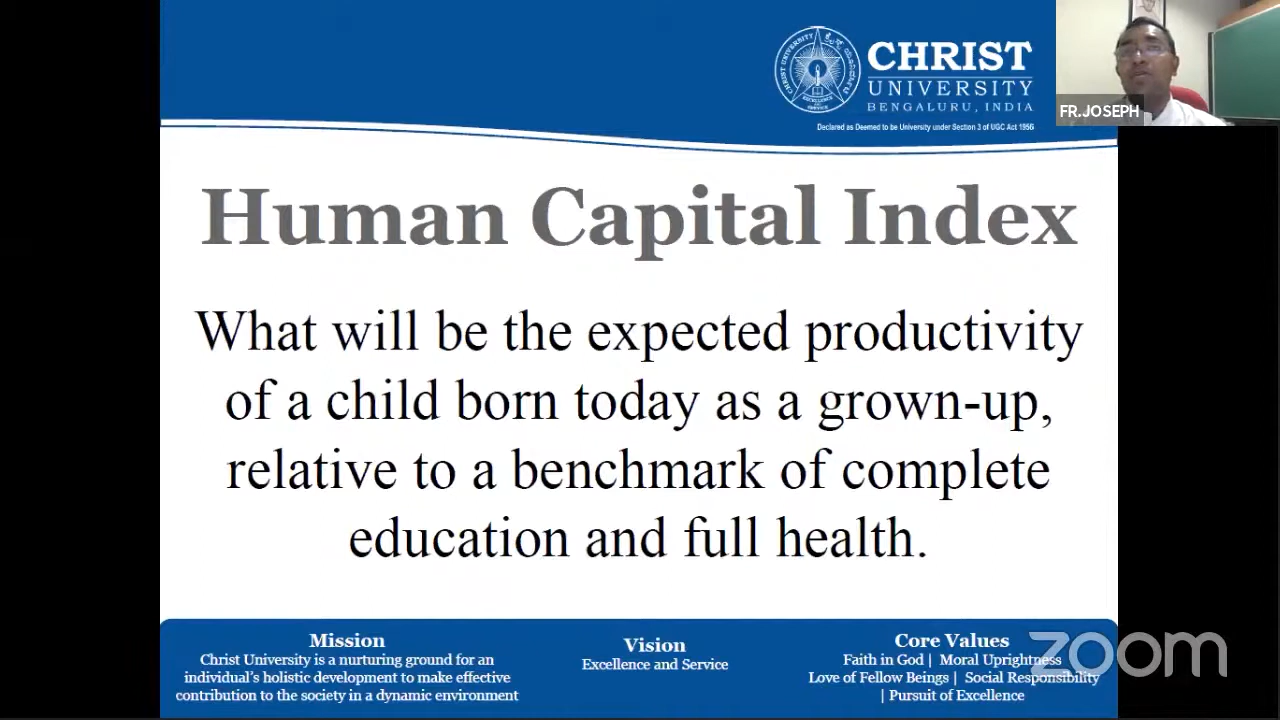 CHRIST
UNIVERSITY
BENGALURU, INDIA
Declared as Deemed to be University under Section 3 of UGC Act 1956
FR.JOSEPH
Human Capital Index
What will be the expected productivity
of a child born today as a grown-up,
relative to a benchmark of complete
education and full health.
Mission
Christ University is a nurturing ground for an
individual's holistic development to make effective
contribution to the society in a dynamic environment
Vision
Excellence and Service
Core Values
Faith in God | Moral Uprightness
Love of Fellow Beings | Social Responsibility
| Pursuit of Excellence
zoom